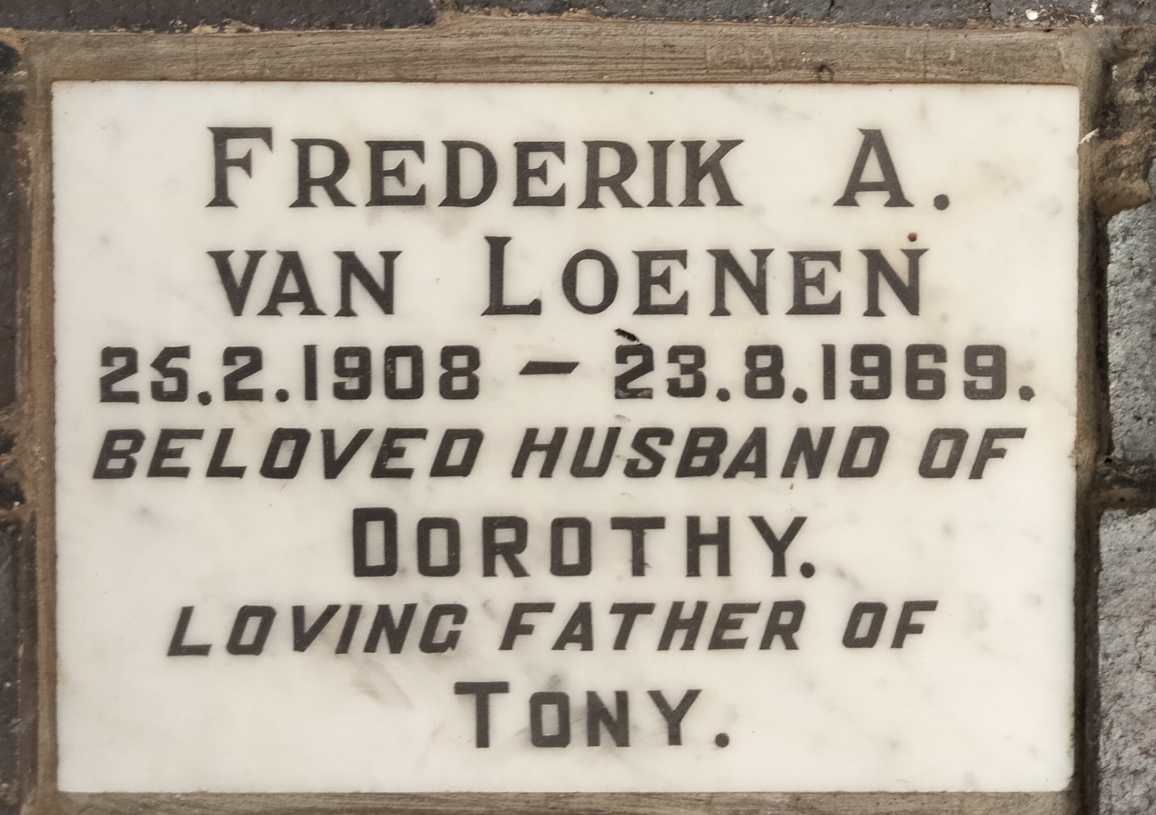 FREDERIK A.
VAN LOENEN
25.2.1908 – 23.8.1969.
BELOVED HUSBAND OF
DOROTHY.
LOVING FATHER OF
TONY.